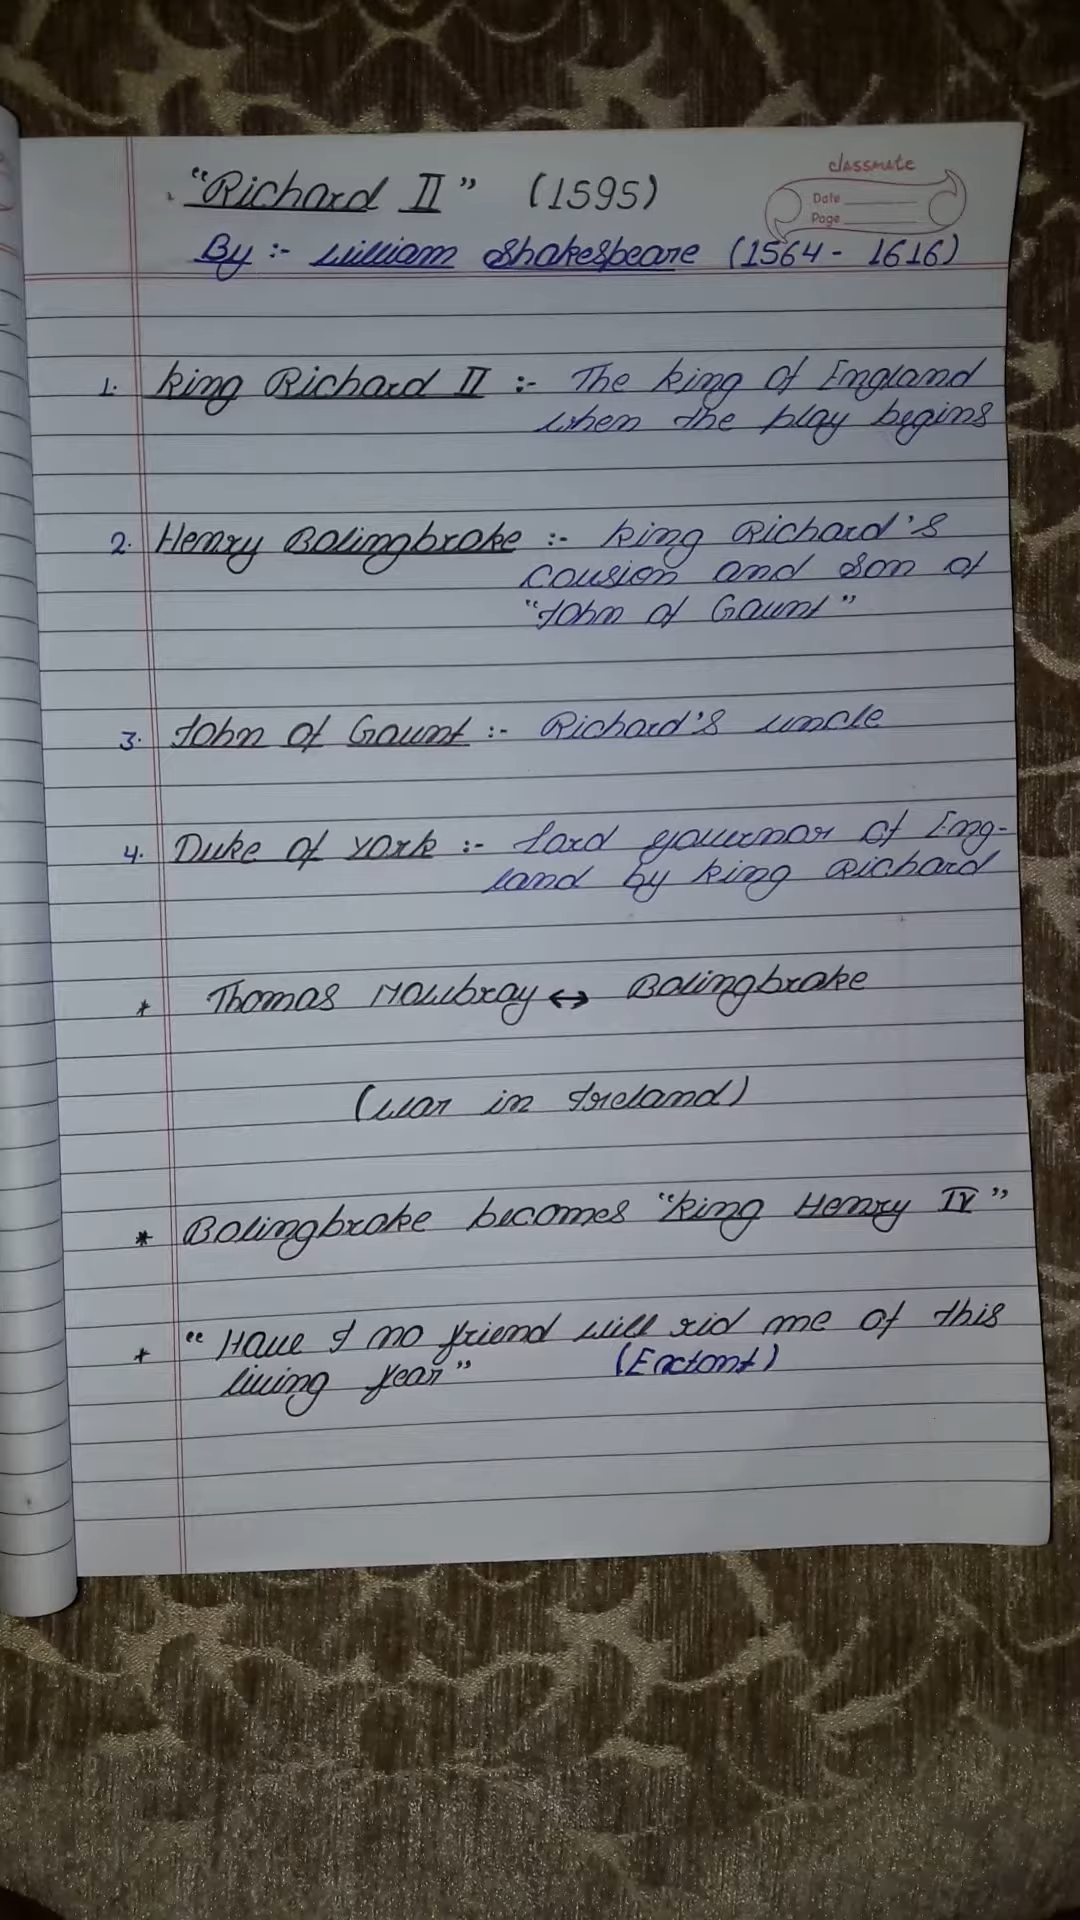 "Richard II" (1595)
classmate
Date
Page
By :- William Shakespeare (1564 - 1616)
1. King Richard II :- The king of England
when the play begins
2. Henry Bolingbroke :- King Richard's
cousion and son of
"John of Gaunt"
3. John of Gaunt :- Richard's uncle
4. Duke of York :- Lord governor of Eng-
land by King Richard
* Thomas Mowbray ↔ Bolingbroke
(War in Ireland)
* Bolingbroke becomes "King Henry IV"
* "Have I no friend will rid me of this
living fear" (Exton)